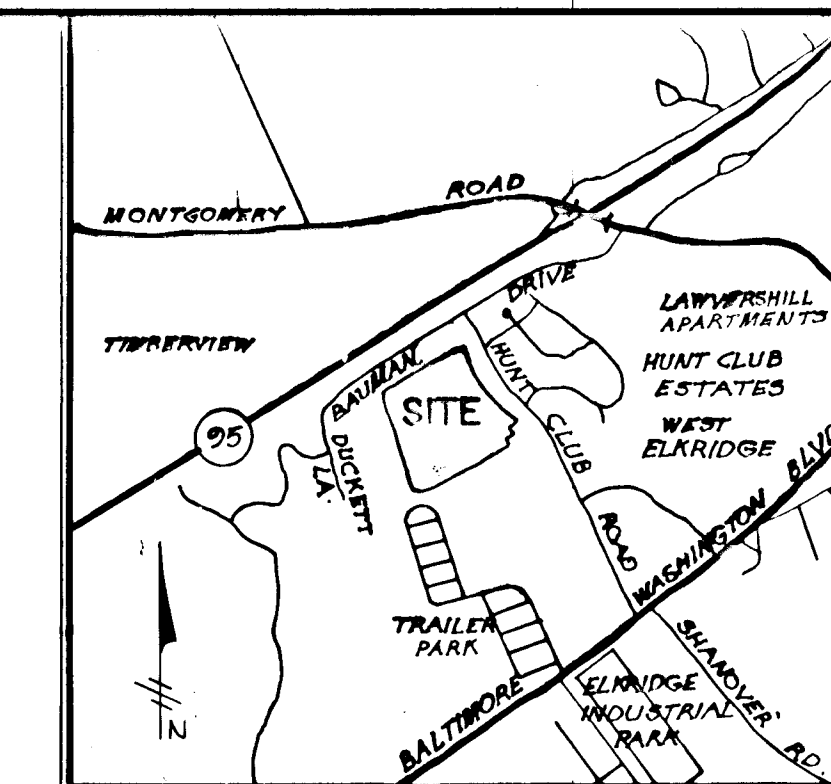 MONTGOMERY ROAD
DRIVE
LAWYERSHILL
APARTMENTS
TIMBERVIEW
HUNT CLUB
ESTATES
WEST
ELKRIDGE
BAUMAN
HUNT CLUB ROAD
SITE
95
DUCKETT
LA.
BALTIMORE WASHINGTON BLVD
TRAILER
PARK
SHANOVER RD.
ELKRIDGE
INDUSTRIAL
PARK
N